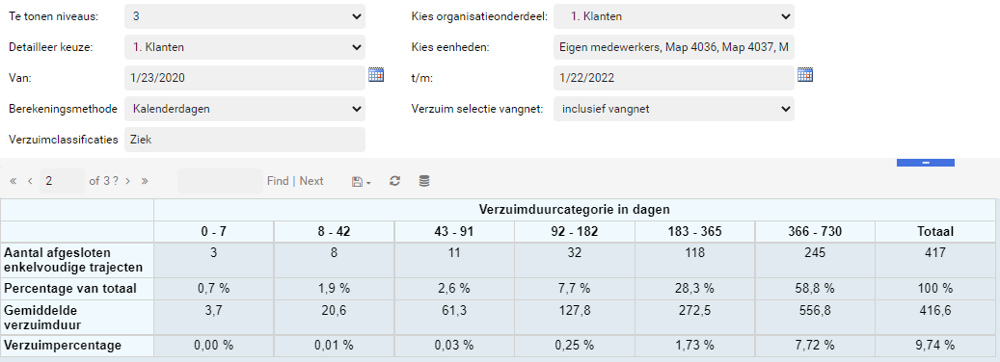 Te tonen niveaus: 3 Kies organisatieonderdeel: 1. Klanten
Detailleer keuze: 1. Klanten Kies eenheden: Eigen medewerkers, Map 4036, Map 4037, M
Van: 1/23/2020 t/m: 1/22/2022
Berekeningsmethode Kalenderdagen Verzuim selectie vangnet: inclusief vangnet
Verzuimclassificaties Ziek
« ‹ 2 of 3 ? › » Find | Next
Verzuimduurcategorie in dagen
0 - 7 8 - 42 43 - 91 92 - 182 183 - 365 366 - 730 Totaal
Aantal afgesloten
enkelvoudige trajecten 3 8 11 32 118 245 417
Percentage van totaal 0,7 % 1,9 % 2,6 % 7,7 % 28,3 % 58,8 % 100 %
Gemiddelde
verzuimduur 3,7 20,6 61,3 127,8 272,5 556,8 416,6
Verzuimpercentage 0,00 % 0,01 % 0,03 % 0,25 % 1,73 % 7,72 % 9,74 %